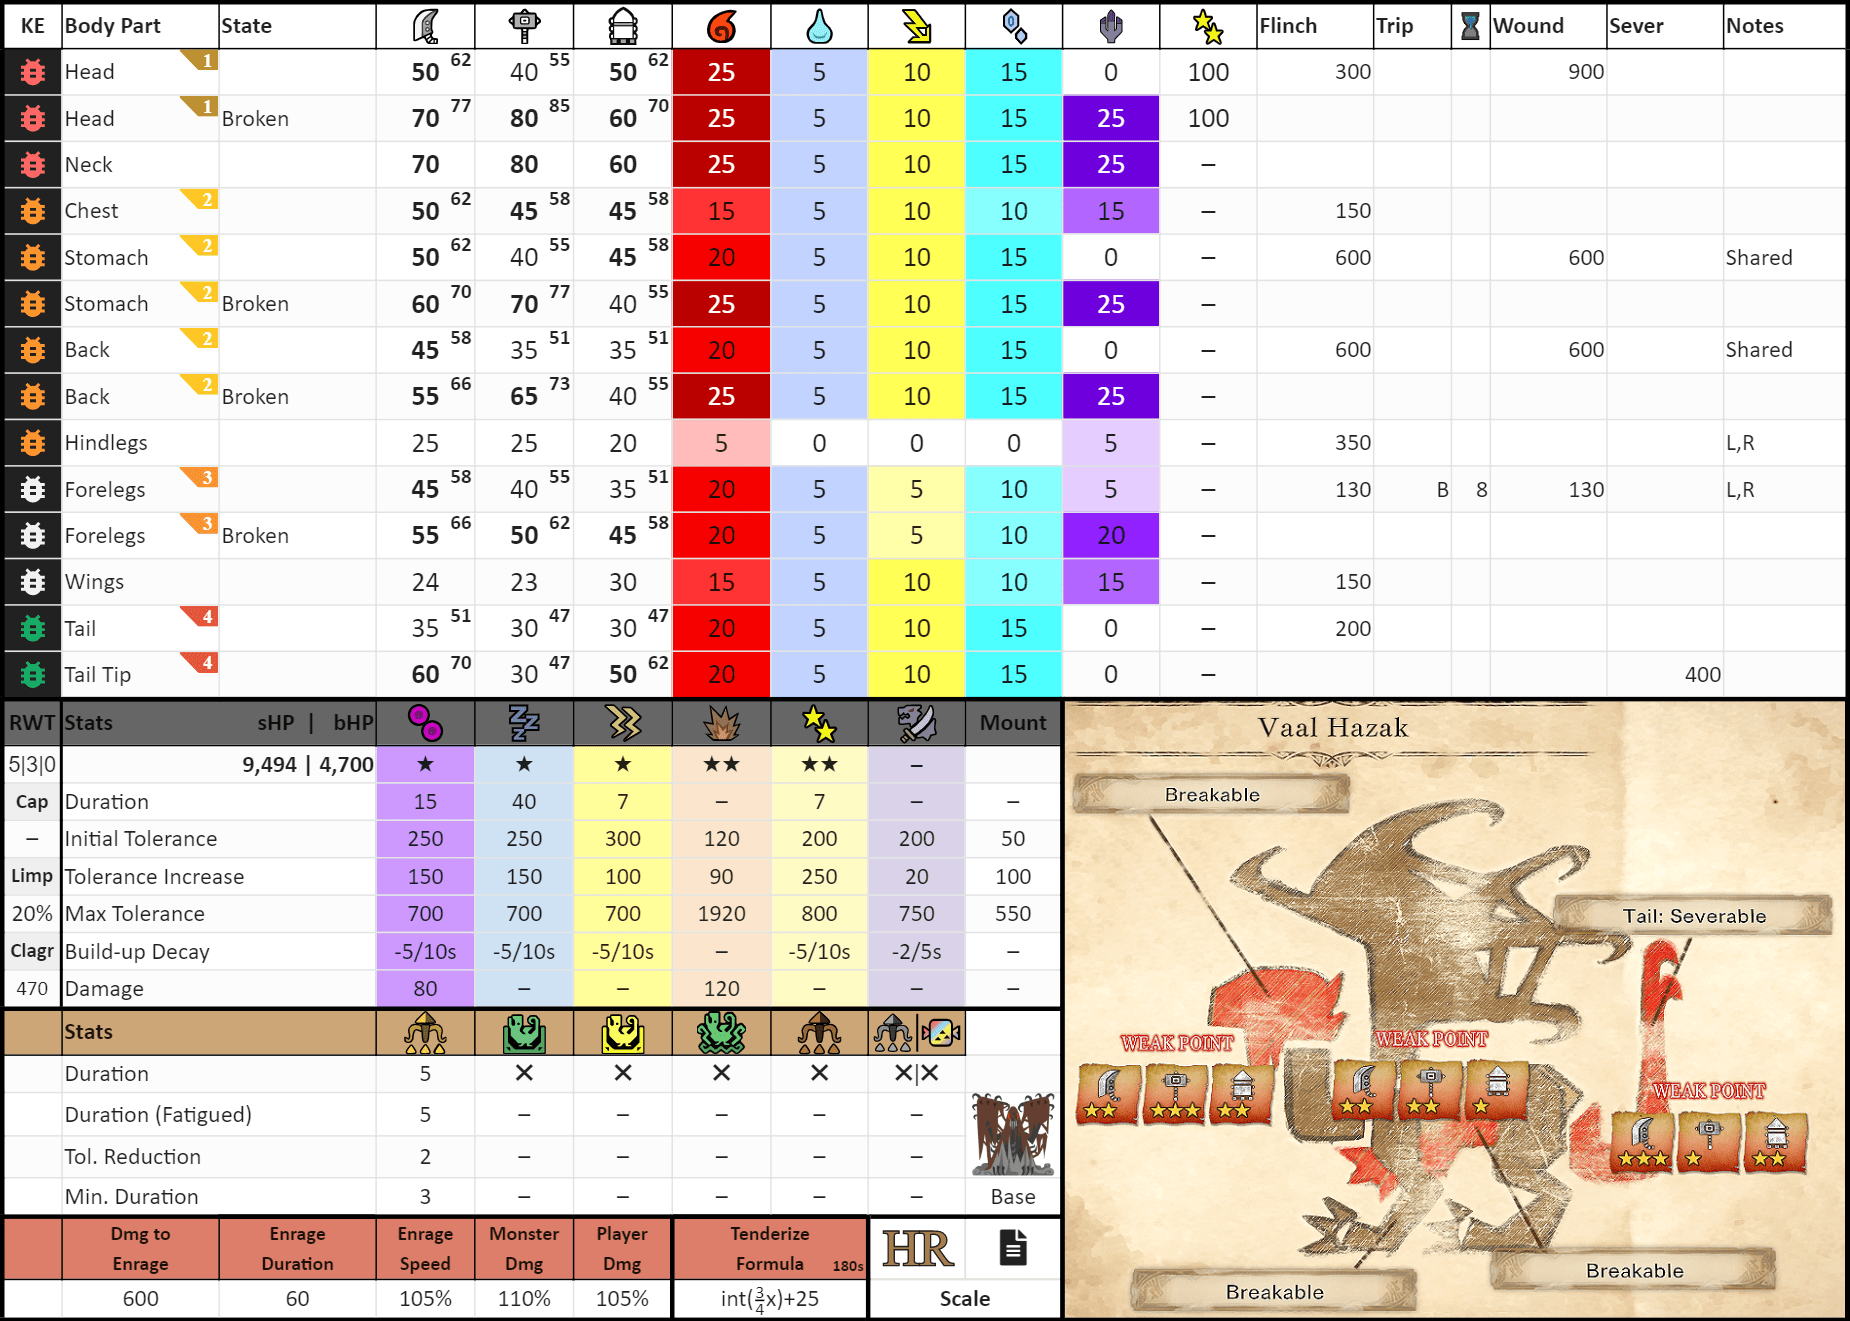 KE Body Part State Flinch Trip Wound Sever Notes
Head 1 50 62 40 55 50 62 25 5 10 15 0 100 300 900
Head 1 Broken 70 77 80 85 60 70 25 5 10 15 25 100
Neck 70 80 60 25 5 10 15 25 –
Chest 2 50 62 45 58 45 58 15 5 10 10 15 – 150
Stomach 2 50 62 40 55 45 58 20 5 10 15 0 – 600 600 Shared
Stomach 2 Broken 60 70 70 77 40 55 25 5 10 15 25 –
Back 2 45 58 35 51 35 51 20 5 10 15 0 – 600 600 Shared
Back 2 Broken 55 66 65 73 40 55 25 5 10 15 25 –
Hindlegs 25 25 20 5 0 0 0 5 – 350 L,R
Forelegs 3 45 58 40 55 35 51 20 5 5 10 5 – 130 B 8 130 L,R
Forelegs 3 Broken 55 66 50 62 45 58 20 5 5 10 20 –
Wings 24 23 30 15 5 10 10 15 – 150
Tail 4 35 51 30 47 30 47 20 5 10 15 0 – 200
Tail Tip 4 60 70 30 47 50 62 20 5 10 15 0 – 400
RWT Stats sHP | bHP Mount
5|3|0 9,494 | 4,700 ★ ★ ★ ★★ ★★ –
Cap Duration 15 40 7 – 7 – –
– Initial Tolerance 250 250 300 120 200 200 50
Limp Tolerance Increase 150 150 100 90 250 20 100
20% Max Tolerance 700 700 700 1920 800 750 550
Clagr Build-up Decay -5/10s -5/10s -5/10s – -5/10s -2/5s –
470 Damage 80 – – 120 – – –
Stats
Duration 5 ✕ ✕ ✕ ✕ ✕|✕
Duration (Fatigued) 5 – – – – –
Tol. Reduction 2 – – – – –
Min. Duration 3 – – – – – Base
Dmg to Enrage Enrage Duration Enrage Speed Monster Dmg Player Dmg Tenderize Formula 180s HR
600 60 105% 110% 105% int(3/4x)+25 Scale
Vaal Hazak
Breakable
Tail: Severable
WEAK POINT
WEAK POINT
WEAK POINT
Breakable
Breakable